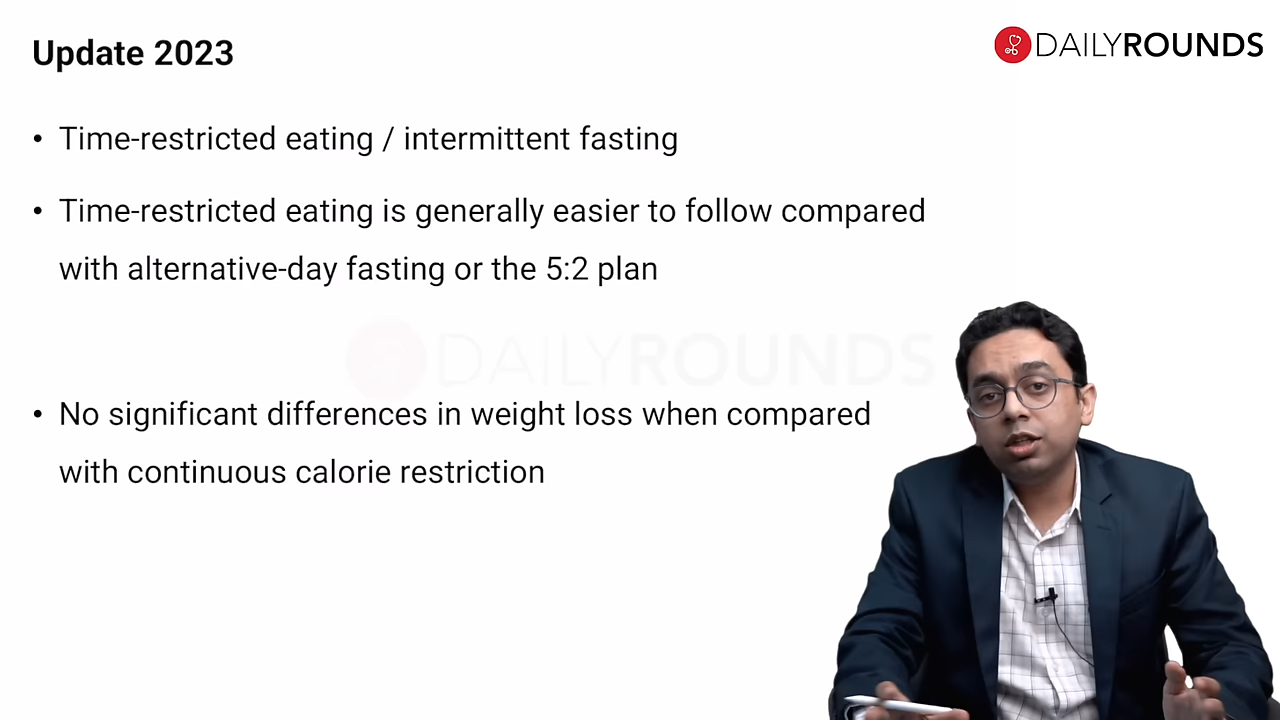 Update 2023
DAILYROUNDS
• Time-restricted eating / intermittent fasting
• Time-restricted eating is generally easier to follow compared
with alternative-day fasting or the 5:2 plan
DAILYROUNDS
• No significant differences in weight loss when compared
with continuous calorie restriction